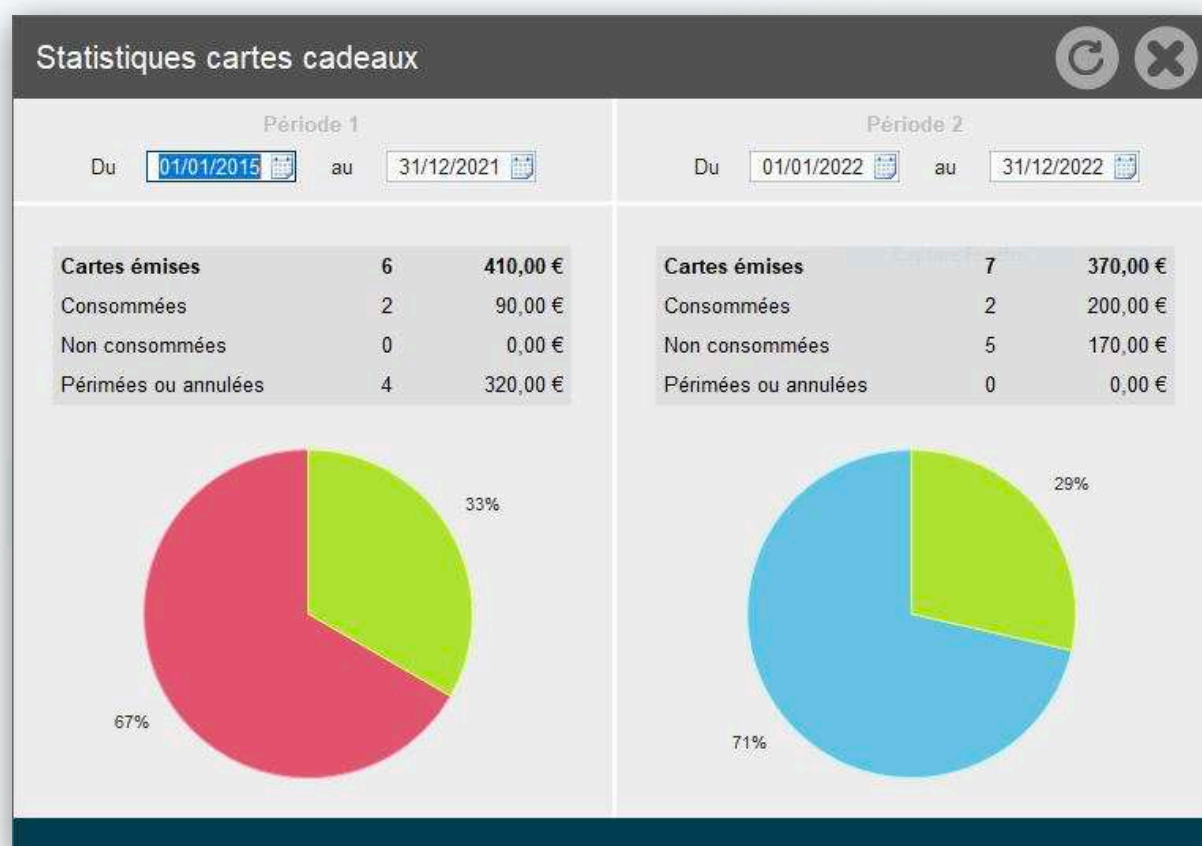 Statistiques cartes cadeaux
Période 1
Du 01/01/2015 au 31/12/2021
Période 2
Du 01/01/2022 au 31/12/2022
Cartes émises 6 410,00 €
Consommées 2 90,00 €
Non consommées 0 0,00 €
Périmées ou annulées 4 320,00 €
33%
67%
Cartes émises 7 370,00 €
Consommées 2 200,00 €
Non consommées 5 170,00 €
Périmées ou annulées 0 0,00 €
29%
71%